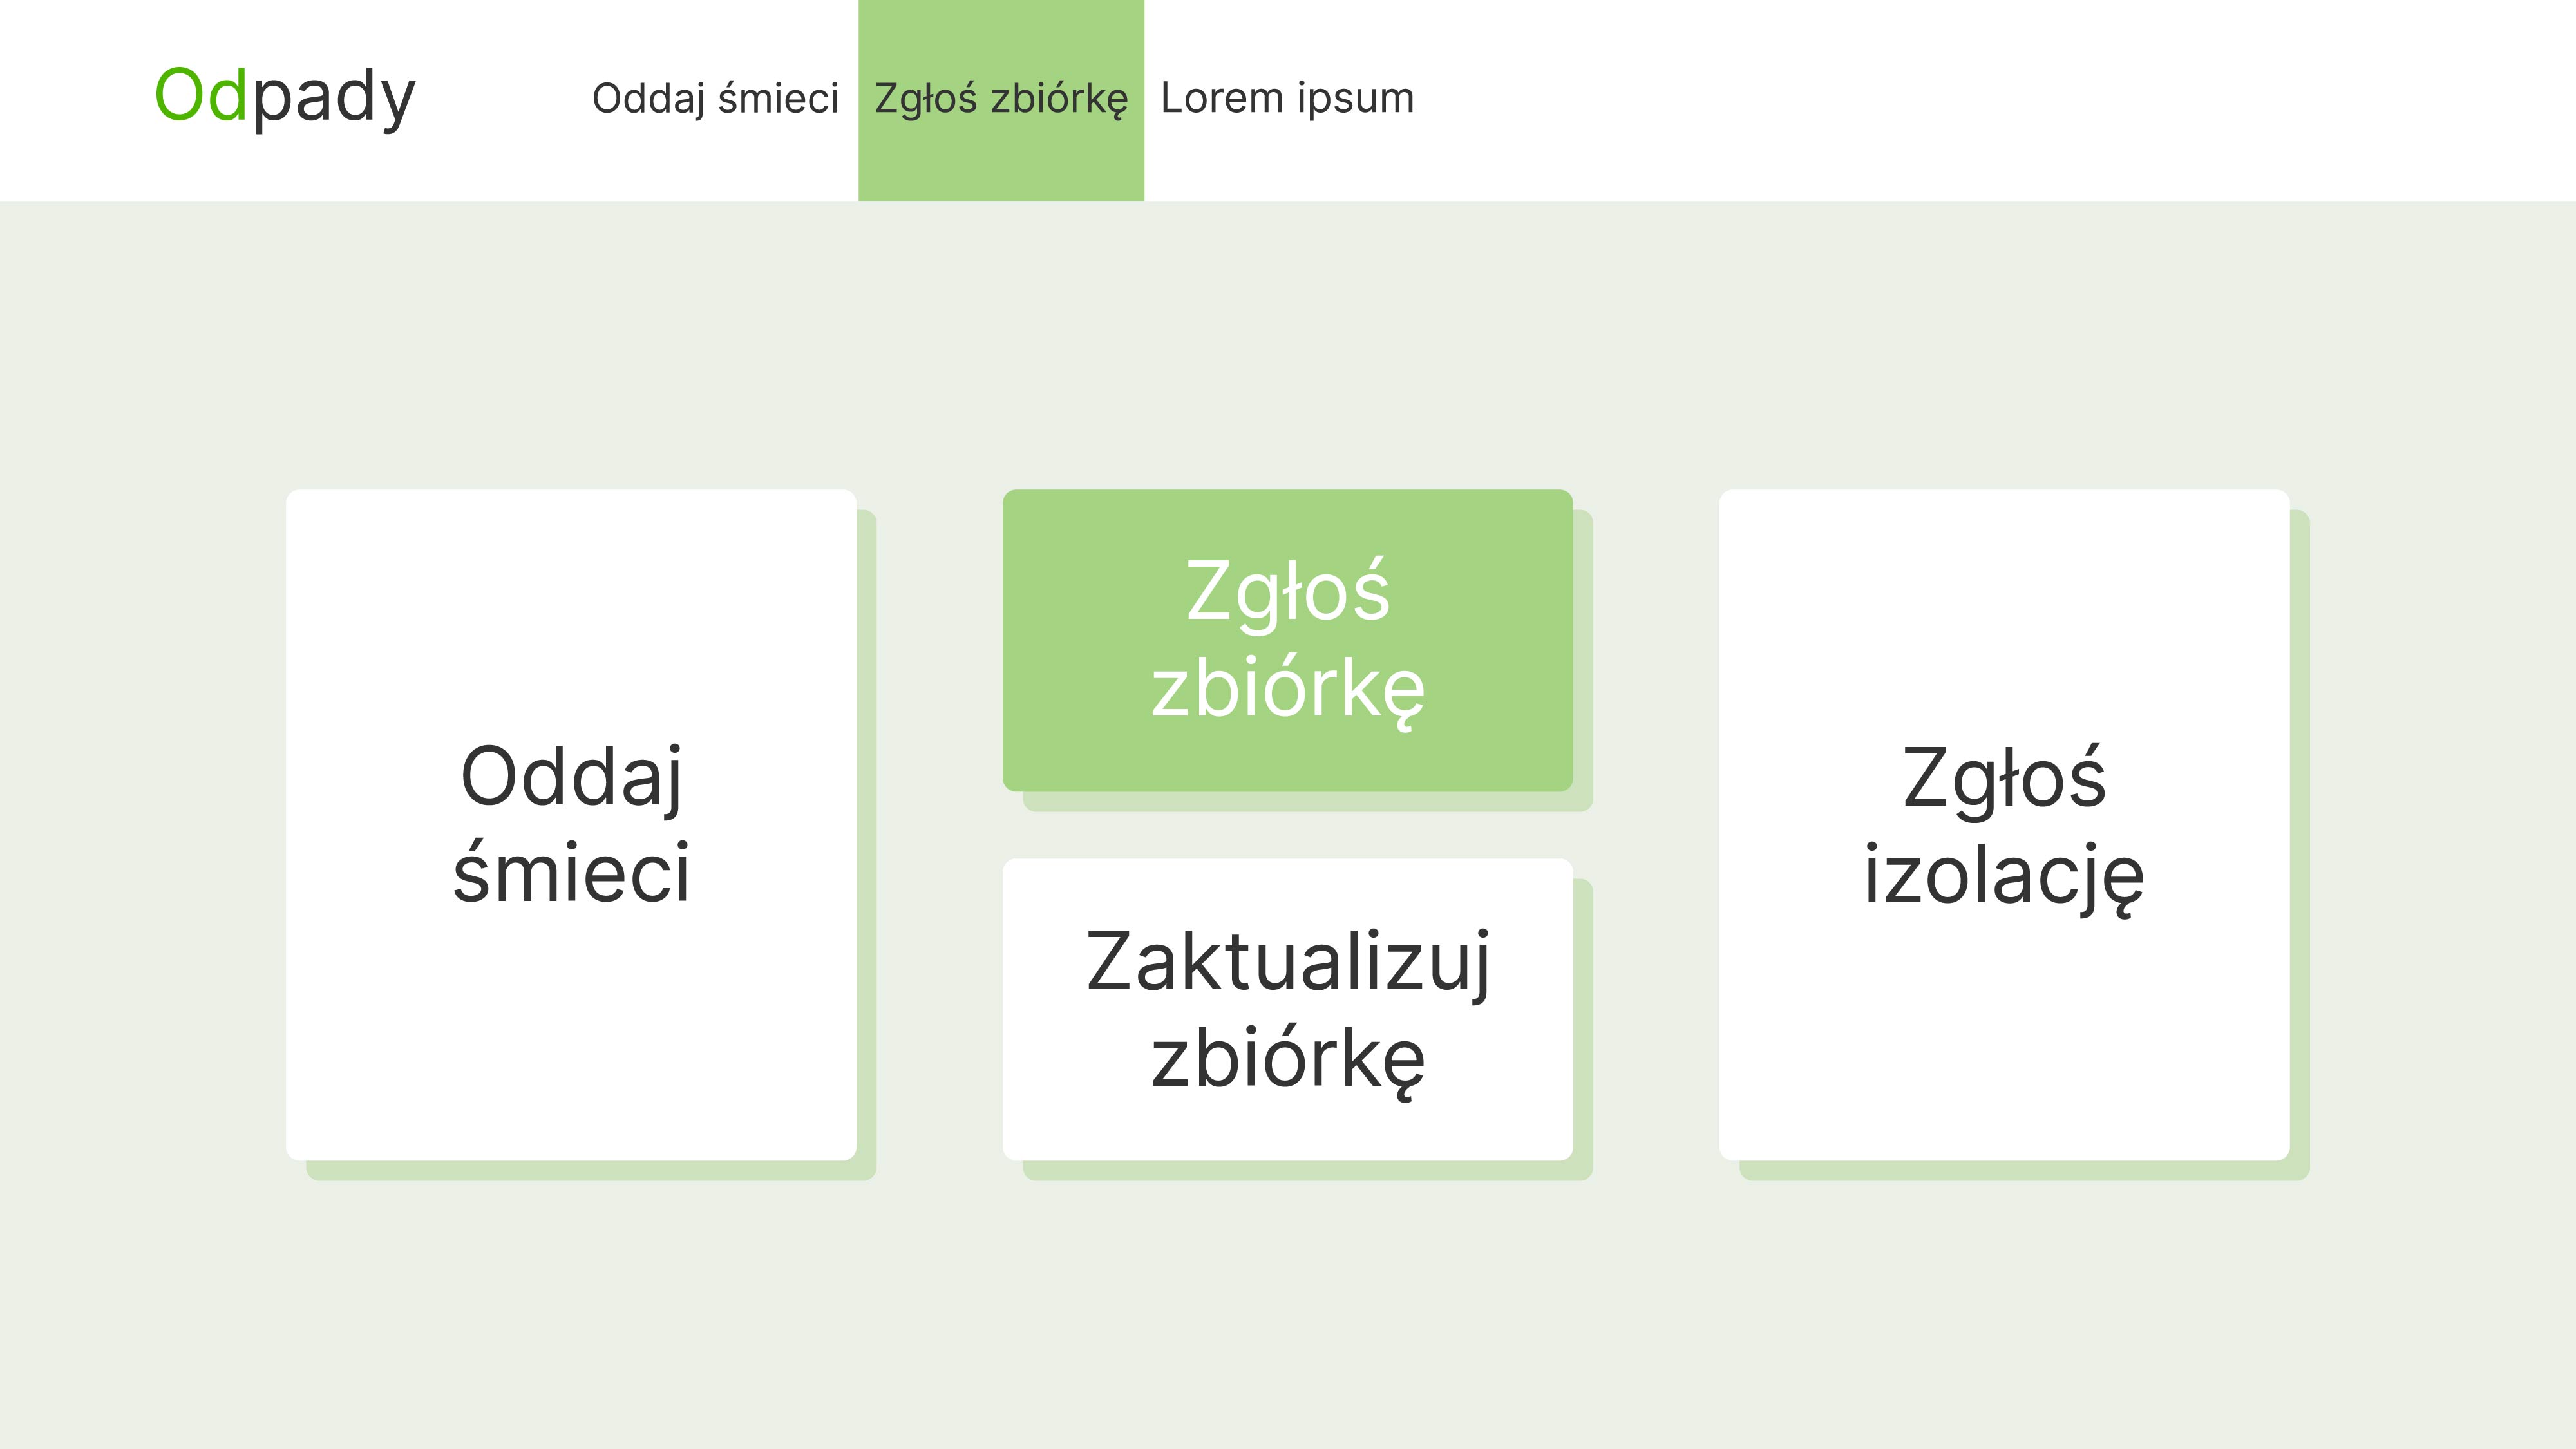 Odpady
Oddaj śmieci
Zgłoś zbiórkę
Lorem ipsum
Oddaj
śmieci
Zgłoś
zbiórkę
Zaktualizuj
zbiórkę
Zgłoś
izolację